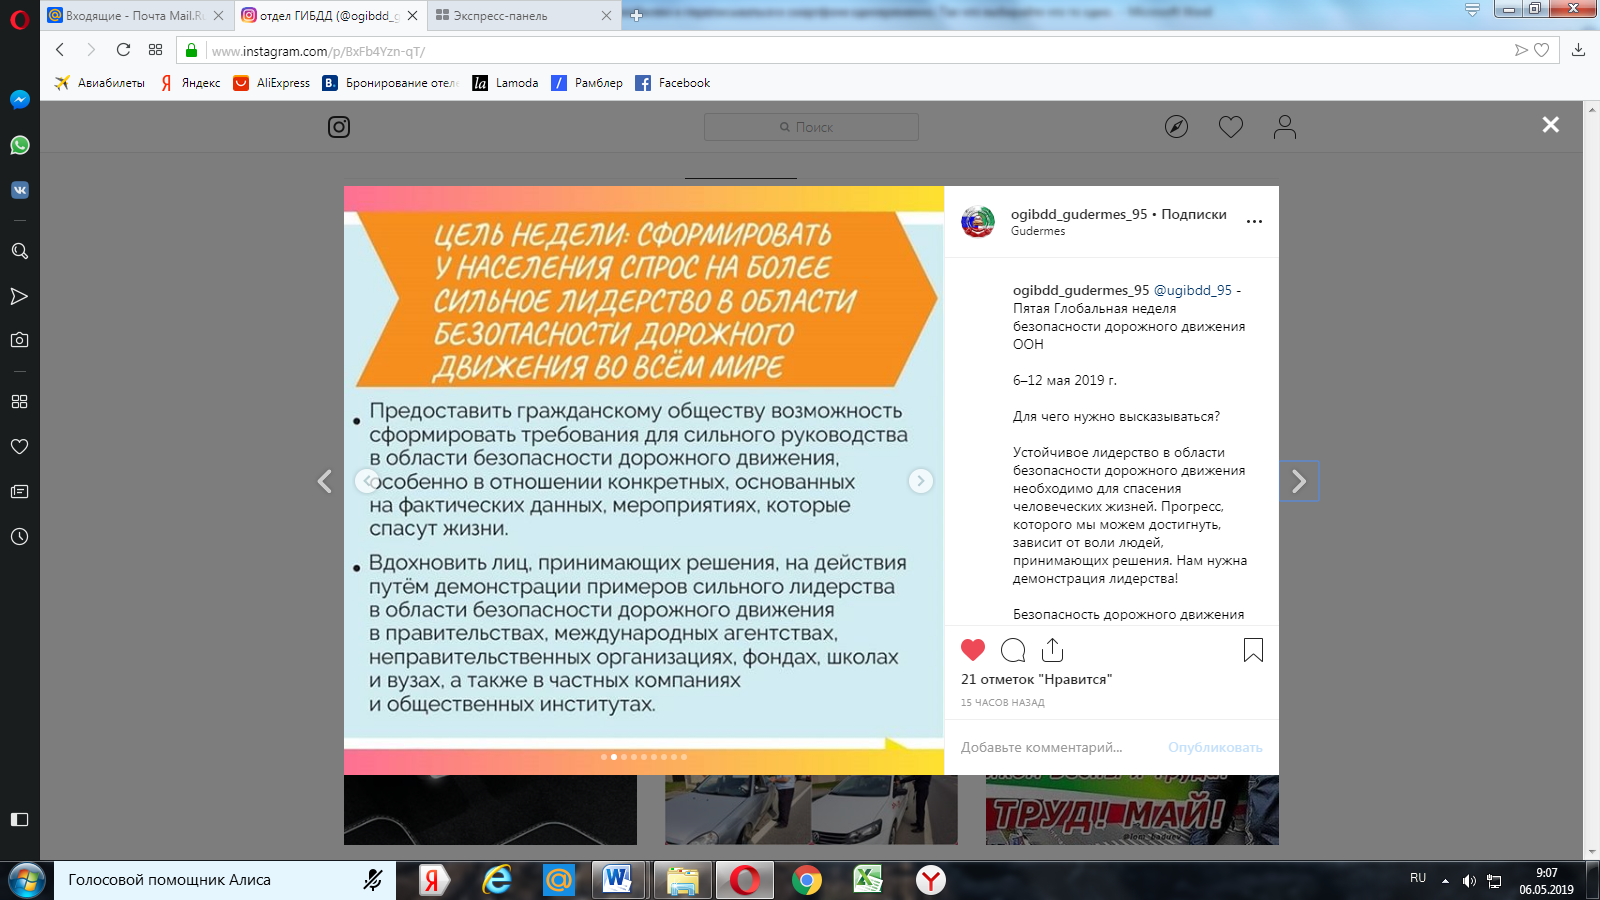 Входящие - Почта Mail.Ru
отдел ГИБДД (@ogibdd_g
Экспресс-панель
www.instagram.com/p/BxFb4Yzn-qT/
Авиабилеты
Яндекс
AliExpress
Бронирование отеле
Lamoda
Рамблер
Facebook
Поиск
ЦЕЛЬ НЕДЕЛИ: СФОРМИРОВАТЬ
У НАСЕЛЕНИЯ СПРОС НА БОЛЕЕ
СИЛЬНОЕ ЛИДЕРСТВО В ОБЛАСТИ
БЕЗОПАСНОСТИ ДОРОЖНОГО
ДВИЖЕНИЯ ВО ВСЁМ МИРЕ
• Предоставить гражданскому обществу возможность
сформировать требования для сильного руководства
в области безопасности дорожного движения,
особенно в отношении конкретных, основанных
на фактических данных, мероприятиях, которые
спасут жизни.
• Вдохновить лиц, принимающих решения, на действия
путём демонстрации примеров сильного лидерства
в области безопасности дорожного движения
в правительствах, международных агентствах,
неправительственных организациях, фондах, школах
и вузах, а также в частных компаниях
и общественных институтах.
ogibdd_gudermes_95 • Подписки
Gudermes
ogibdd_gudermes_95 @ugibdd_95 -
Пятая Глобальная неделя
безопасности дорожного движения
ООН
6–12 мая 2019 г.
Для чего нужно высказываться?
Устойчивое лидерство в области
безопасности дорожного движения
необходимо для спасения
человеческих жизней. Прогресс,
которого мы можем достигнуть,
зависит от воли людей,
принимающих решения. Нам нужна
демонстрация лидерства!
Безопасность дорожного движения
21 отметок "Нравится"
15 ЧАСОВ НАЗАД
Добавьте комментарий...
Опубликовать
ТРУД! МАЙ!
Голосовой помощник Алиса
RU
9:07
06.05.2019